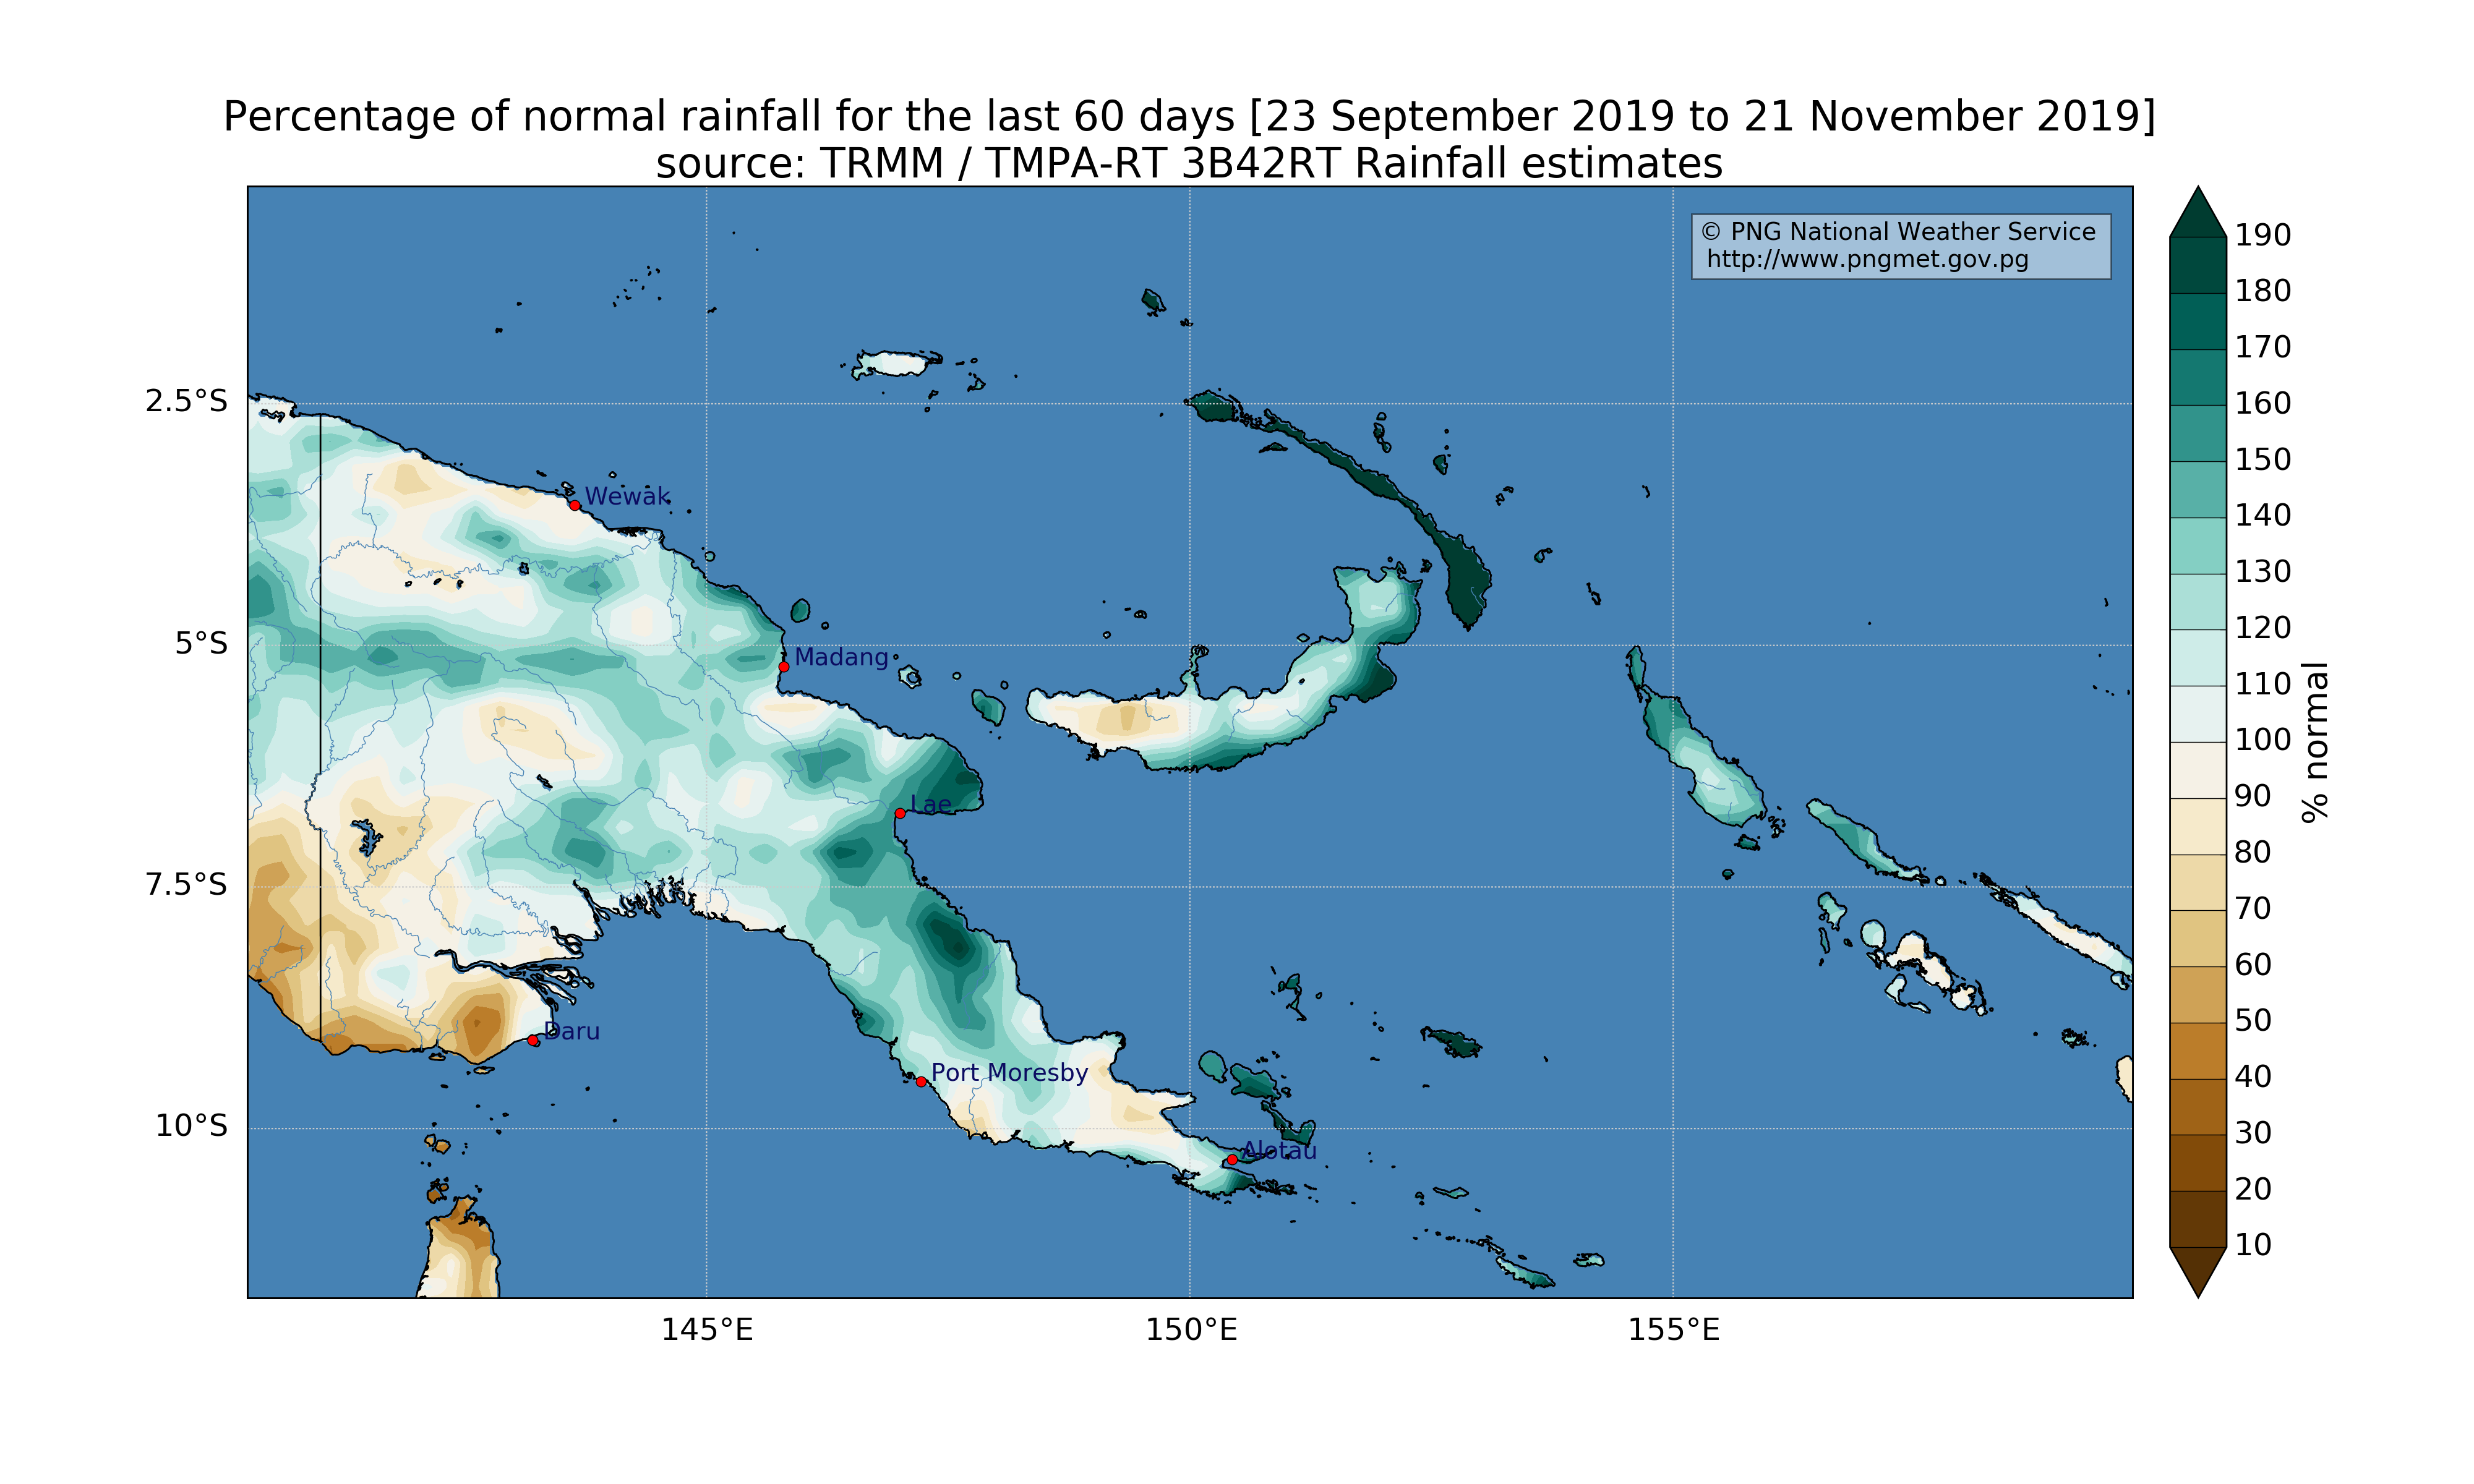 Percentage of normal rainfall for the last 60 days [23 September 2019 to 21 November 2019]
source: TRMM / TMPA-RT 3B42RT Rainfall estimates
© PNG National Weather Service
http://www.pngmet.gov.pg
190
180
170
160
150
140
130
120
110
100
90
80
70
60
50
40
30
20
10
% normal
2.5°S
5°S
7.5°S
10°S
Wewak
Madang
Lae
Daru
Port Moresby
Alotau
145°E
150°E
155°E